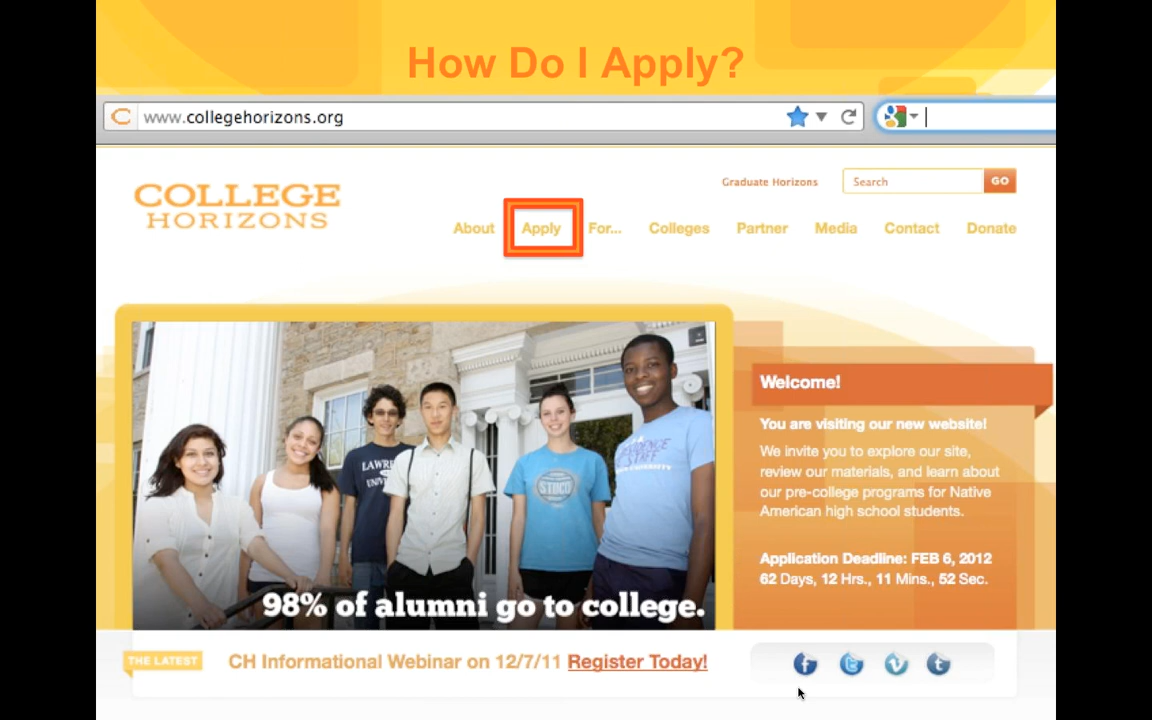 How Do I Apply?
www.collegehorizons.org
COLLEGE
HORIZONS
Graduate Horizons
Search
GO
About
Apply
For...
Colleges
Partner
Media
Contact
Donate
STUCO
98% of alumni go to college.
Welcome!
You are visiting our new website!
We invite you to explore our site,
review our materials, and learn about
our pre-college programs for Native
American high school students.
Application Deadline: FEB 6, 2012
62 Days, 12 Hrs., 11 Mins., 52 Sec.
THE LATEST
CH Informational Webinar on 12/7/11 Register Today!